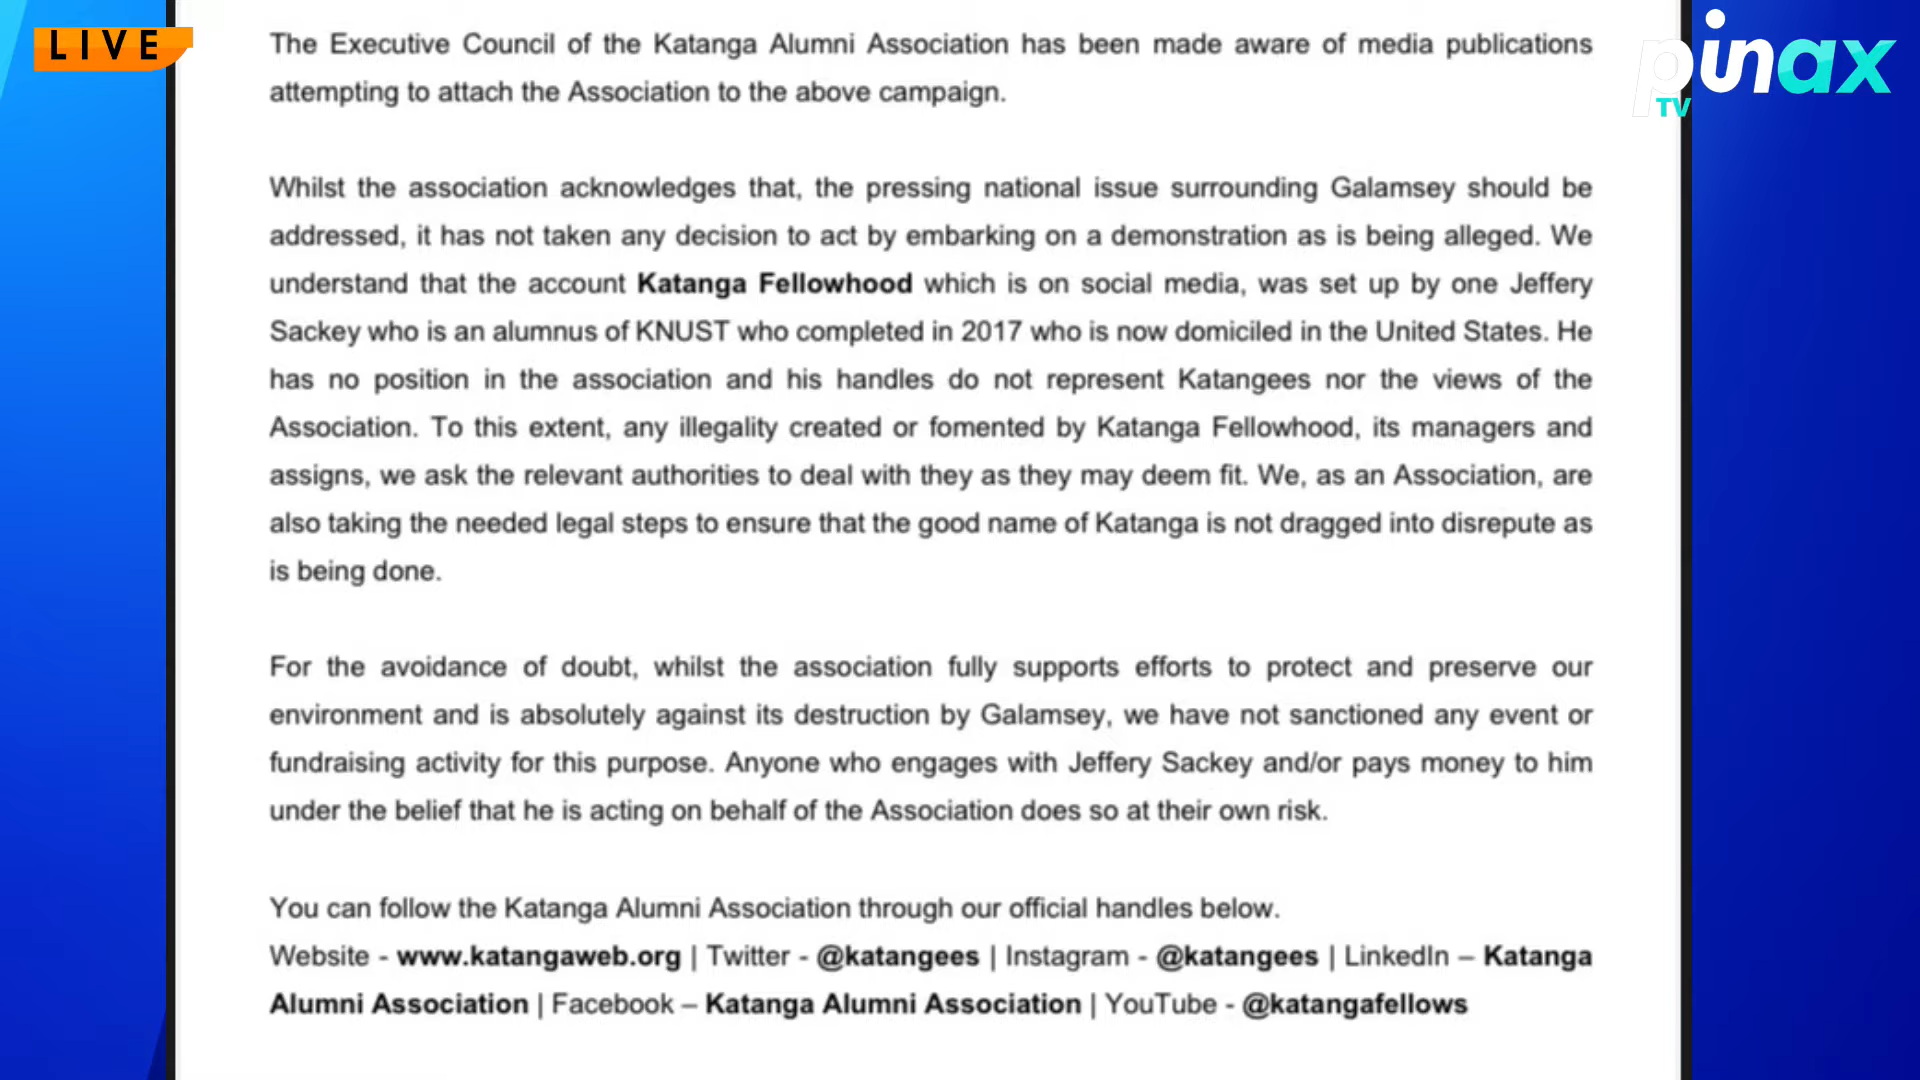 LIVE
pinax
TV
The Executive Council of the Katanga Alumni Association has been made aware of media publications
attempting to attach the Association to the above campaign.
Whilst the association acknowledges that, the pressing national issue surrounding Galamsey should be
addressed, it has not taken any decision to act by embarking on a demonstration as is being alleged. We
understand that the account Katanga Fellowhood which is on social media, was set up by one Jeffery
Sackey who is an alumnus of KNUST who completed in 2017 who is now domiciled in the United States. He
has no position in the association and his handles do not represent Katangees nor the views of the
Association. To this extent, any illegality created or fomented by Katanga Fellowhood, its managers and
assigns, we ask the relevant authorities to deal with they as they may deem fit. We, as an Association, are
also taking the needed legal steps to ensure that the good name of Katanga is not dragged into disrepute as
is being done.
For the avoidance of doubt, whilst the association fully supports efforts to protect and preserve our
environment and is absolutely against its destruction by Galamsey, we have not sanctioned any event or
fundraising activity for this purpose. Anyone who engages with Jeffery Sackey and/or pays money to him
under the belief that he is acting on behalf of the Association does so at their own risk.
You can follow the Katanga Alumni Association through our official handles below.
Website - www.katangaweb.org | Twitter - @katangees | Instagram - @katangees | LinkedIn – Katanga
Alumni Association | Facebook – Katanga Alumni Association | YouTube - @katangafellows